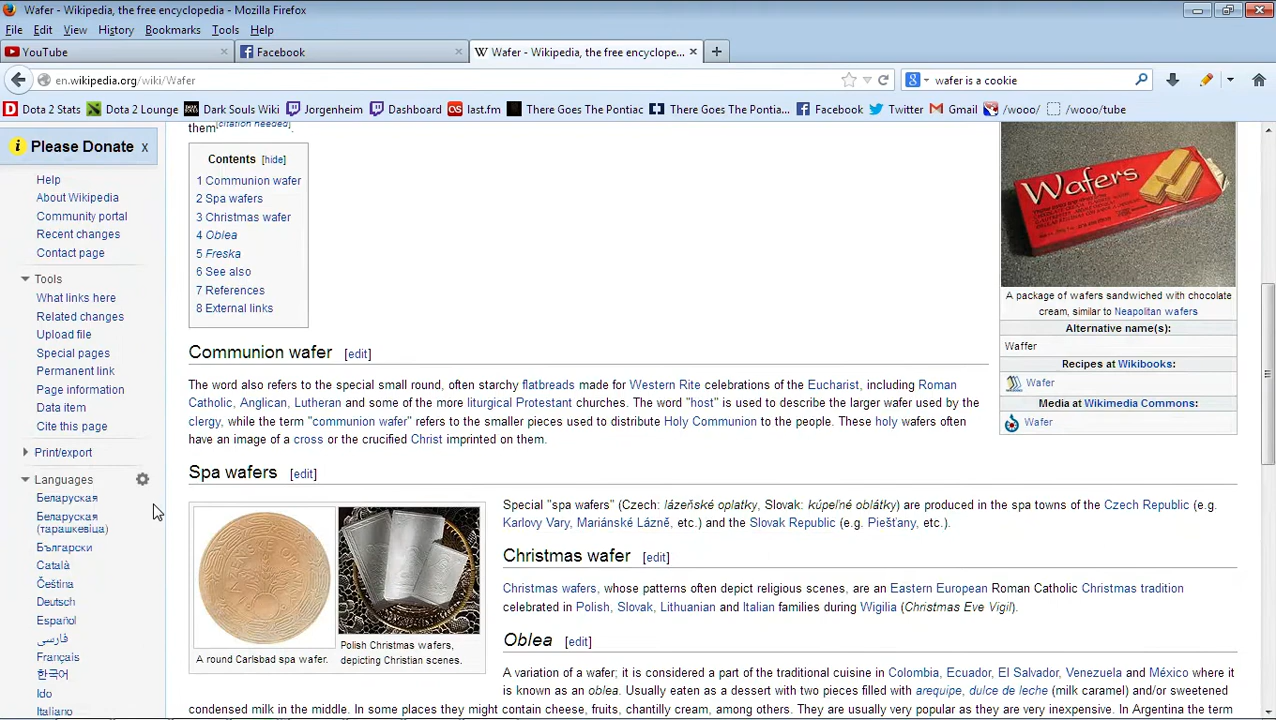 Wafer - Wikipedia, the free encyclopedia - Mozilla Firefox
File Edit View History Bookmarks Tools Help
YouTube x Facebook x W Wafer - Wikipedia, the free encyclope... x +
en.wikipedia.org/wiki/Wafer wafer is a cookie
Dota 2 Stats Dota 2 Lounge Dark Souls Wiki Jorgenheim Dashboard last.fm There Goes The Pontiac There Goes The Pontia... Facebook Twitter Gmail /wooo/ /wooo/tube
Please Donate x
Help
About Wikipedia
Community portal
Recent changes
Contact page
Tools
What links here
Related changes
Upload file
Special pages
Permanent link
Page information
Data item
Cite this page
Print/export
Languages
Беларуская
Беларуская
(тарашкевіца)
Български
Català
Čeština
Deutsch
Español
فارسی
Français
한국어
Ido
Italiano
them[citation needed].
Contents [hide]
1 Communion wafer
2 Spa wafers
3 Christmas wafer
4 Oblea
5 Freska
6 See also
7 References
8 External links
Wafers
A package of wafers sandwiched with chocolate
cream, similar to Neapolitan wafers
Alternative name(s):
Waffer
Recipes at Wikibooks:
Wafer
Media at Wikimedia Commons:
Wafer
Communion wafer [edit]
The word also refers to the special small round, often starchy flatbreads made for Western Rite celebrations of the Eucharist, including Roman
Catholic, Anglican, Lutheran and some of the more liturgical Protestant churches. The word "host" is used to describe the larger wafer used by the
clergy, while the term "communion wafer" refers to the smaller pieces used to distribute Holy Communion to the people. These holy wafers often
have an image of a cross or the crucified Christ imprinted on them.
Spa wafers [edit]
A round Carlsbad spa wafer.
Polish Christmas wafers,
depicting Christian scenes.
Special "spa wafers" (Czech: lázeňské oplatky, Slovak: kúpeľné oblátky) are produced in the spa towns of the Czech Republic (e.g.
Karlovy Vary, Mariánské Lázně, etc.) and the Slovak Republic (e.g. Piešťany, etc.).
Christmas wafer [edit]
Christmas wafers, whose patterns often depict religious scenes, are an Eastern European Roman Catholic Christmas tradition
celebrated in Polish, Slovak, Lithuanian and Italian families during Wigilia (Christmas Eve Vigil).
Oblea [edit]
A variation of a wafer; it is considered a part of the traditional cuisine in Colombia, Ecuador, El Salvador, Venezuela and México where it
is known as an oblea. Usually eaten as a dessert with two pieces filled with arequipe, dulce de leche (milk caramel) and/or sweetened
condensed milk in the middle. In some places they might contain cheese, fruits, chantilly cream, among others. They are usually very popular as they are very inexpensive. In Argentina the term